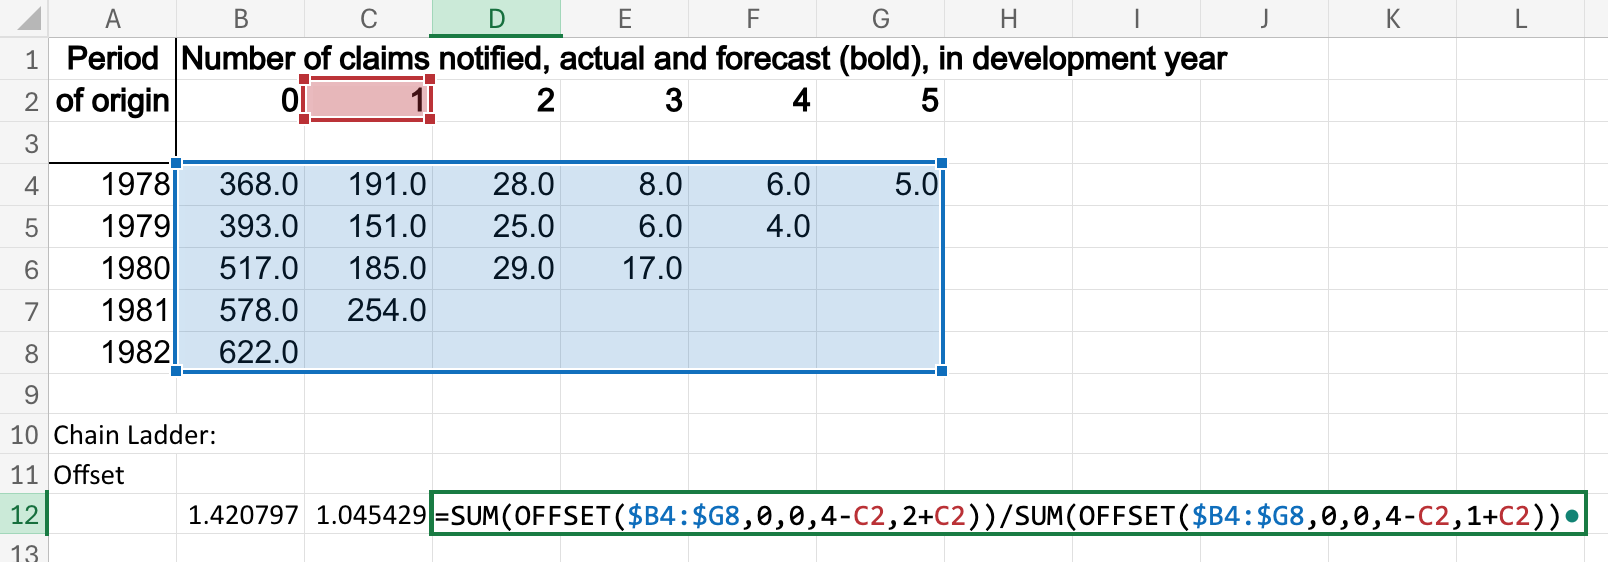 A B C D E F G H I J K L
1 Period Number of claims notified, actual and forecast (bold), in development year
2 of origin 0 1 2 3 4 5
3
4 1978 368.0 191.0 28.0 8.0 6.0 5.0
5 1979 393.0 151.0 25.0 6.0 4.0
6 1980 517.0 185.0 29.0 17.0
7 1981 578.0 254.0
8 1982 622.0
9
10 Chain Ladder:
11 Offset
12 1.420797 1.045429 =SUM(OFFSET($B4:$G8,0,0,4-C2,2+C2))/SUM(OFFSET($B4:$G8,0,0,4-C2,1+C2))
13